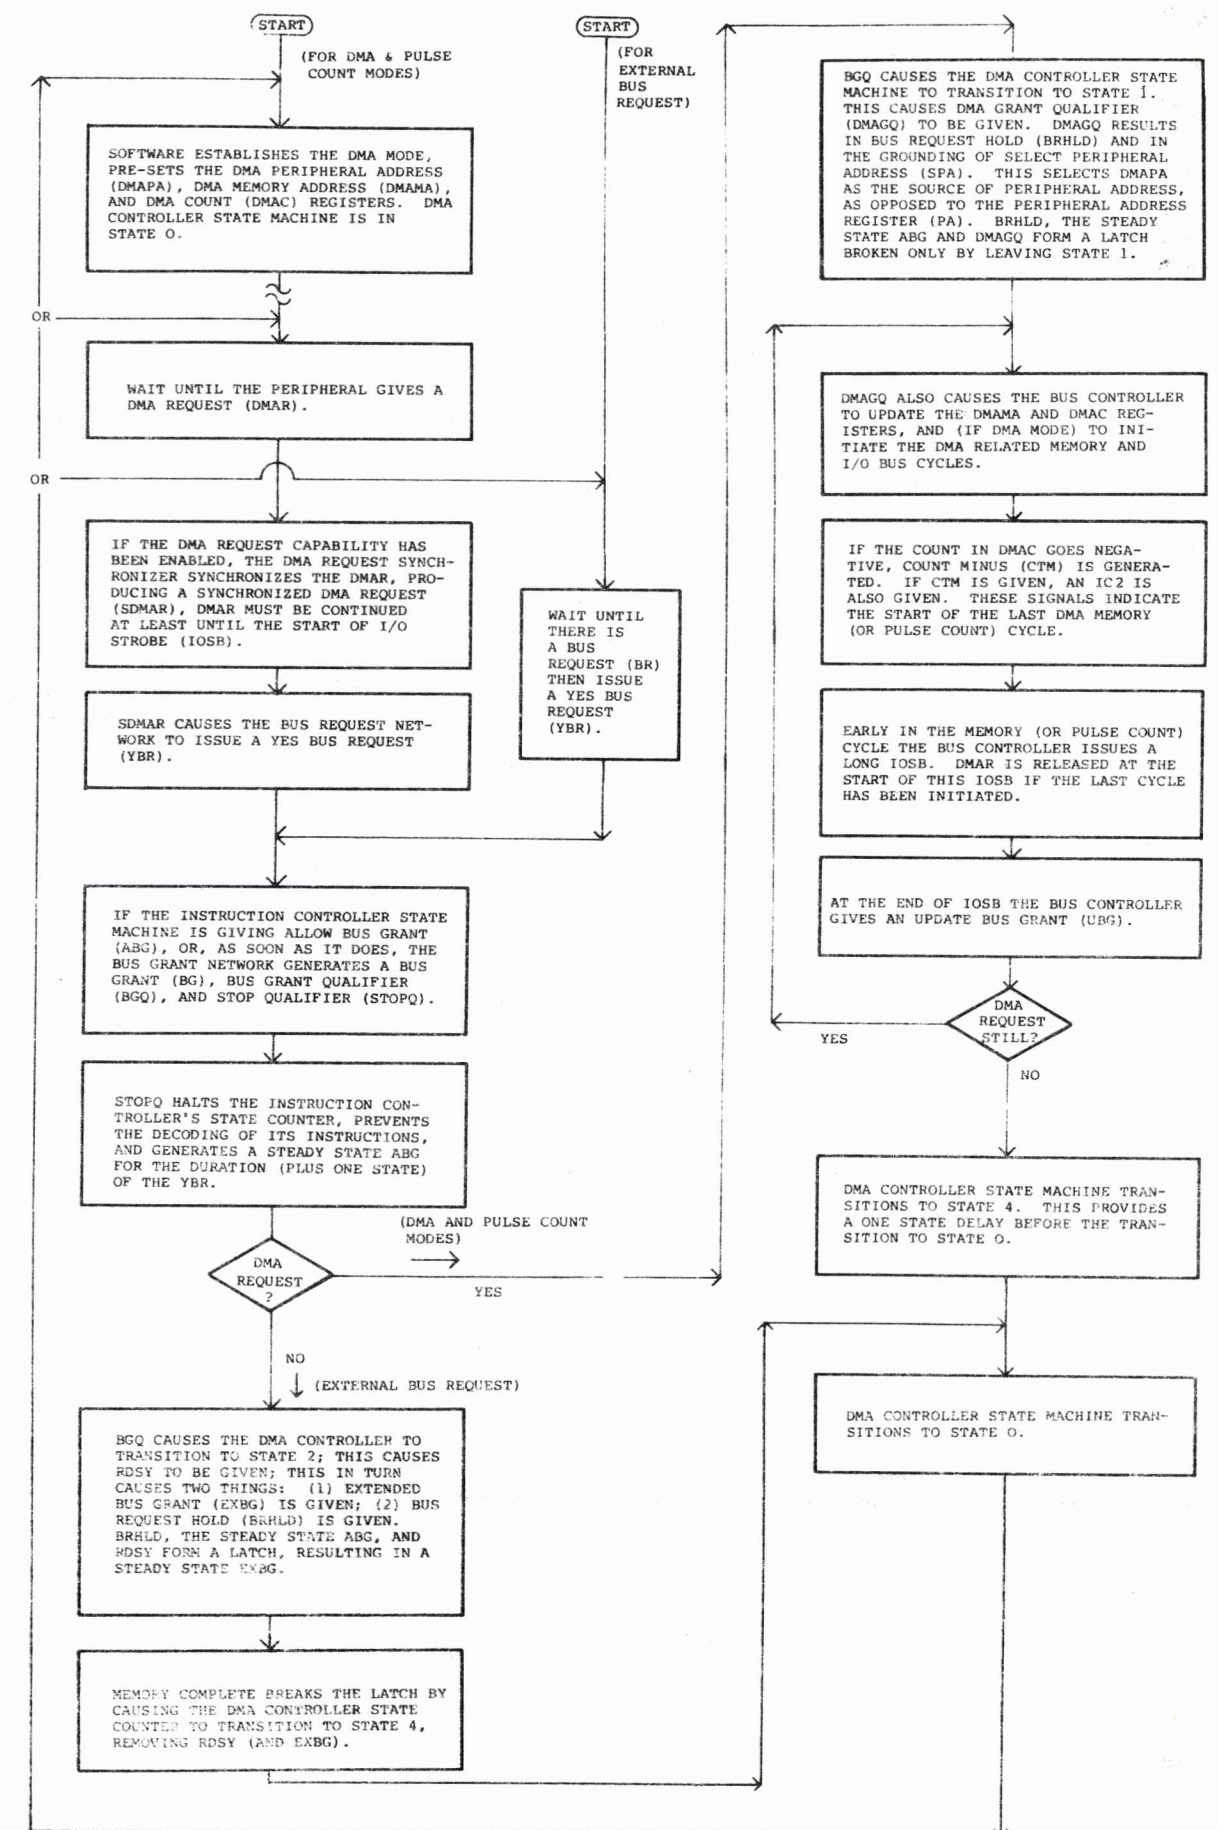 START
(FOR DMA & PULSE
COUNT MODES)
SOFTWARE ESTABLISHES THE DMA MODE,
PRE-SETS THE DMA PERIPHERAL ADDRESS
(DMAPA), DMA MEMORY ADDRESS (DMAMA),
AND DMA COUNT (DMAC) REGISTERS. DMA
CONTROLLER STATE MACHINE IS IN
STATE O.
OR
WAIT UNTIL THE PERIPHERAL GIVES A
DMA REQUEST (DMAR).
OR
IF THE DMA REQUEST CAPABILITY HAS
BEEN ENABLED, THE DMA REQUEST SYNCH-
RONIZER SYNCHRONIZES THE DMAR, PRO-
DUCING A SYNCHRONIZED DMA REQUEST
(SDMAR), DMAR MUST BE CONTINUED
AT LEAST UNTIL THE START OF I/O
STROBE (IOSB).
SDMAR CAUSES THE BUS REQUEST NET-
WORK TO ISSUE A YES BUS REQUEST
(YBR).
START
(FOR
EXTERNAL
BUS
REQUEST)
WAIT UNTIL
THERE IS
A BUS
REQUEST (BR)
THEN ISSUE
A YES BUS
REQUEST
(YBR).
IF THE INSTRUCTION CONTROLLER STATE
MACHINE IS GIVING ALLOW BUS GRANT
(ABG), OR, AS SOON AS IT DOES, THE
BUS GRANT NETWORK GENERATES A BUS
GRANT (BG), BUS GRANT QUALIFIER
(BGQ), AND STOP QUALIFIER (STOPQ).
STOPQ HALTS THE INSTRUCTION CON-
TROLLER'S STATE COUNTER, PREVENTS
THE DECODING OF ITS INSTRUCTIONS,
AND GENERATES A STEADY STATE ABG
FOR THE DURATION (PLUS ONE STATE)
OF THE YBR.
DMA
REQUEST
?
(DMA AND PULSE COUNT
MODES)
YES
NO
(EXTERNAL BUS REQUEST)
BGQ CAUSES THE DMA CONTROLLER TO
TRANSITION TO STATE 2; THIS CAUSES
RDSY TO BE GIVEN; THIS IN TURN
CAUSES TWO THINGS: (1) EXTENDED
BUS GRANT (EXBG) IS GIVEN; (2) BUS
REQUEST HOLD (BRHLD) IS GIVEN.
BRHLD, THE STEADY STATE ABG, AND
RDSY FORM A LATCH, RESULTING IN A
STEADY STATE EXBG.
MEMORY COMPLETE BREAKS THE LATCH BY
CAUSING THE DMA CONTROLLER STATE
COUNTER TO TRANSITION TO STATE 4,
REMOVING RDSY (AND EXBG).
BGQ CAUSES THE DMA CONTROLLER STATE
MACHINE TO TRANSITION TO STATE 1.
THIS CAUSES DMA GRANT QUALIFIER
(DMAGQ) TO BE GIVEN. DMAGQ RESULTS
IN BUS REQUEST HOLD (BRHLD) AND IN
THE GROUNDING OF SELECT PERIPHERAL
ADDRESS (SPA). THIS SELECTS DMAPA
AS THE SOURCE OF PERIPHERAL ADDRESS,
AS OPPOSED TO THE PERIPHERAL ADDRESS
REGISTER (PA). BRHLD, THE STEADY
STATE ABG AND DMAGQ FORM A LATCH
BROKEN ONLY BY LEAVING STATE 1.
DMAGQ ALSO CAUSES THE BUS CONTROLLER
TO UPDATE THE DMAMA AND DMAC REG-
ISTERS, AND (IF DMA MODE) TO INI-
TIATE THE DMA RELATED MEMORY AND
I/O BUS CYCLES.
IF THE COUNT IN DMAC GOES NEGA-
TIVE, COUNT MINUS (CTM) IS GENERA-
TED. IF CTM IS GIVEN, AN IC2 IS
ALSO GIVEN. THESE SIGNALS INDICATE
THE START OF THE LAST DMA MEMORY
(OR PULSE COUNT) CYCLE.
EARLY IN THE MEMORY (OR PULSE COUNT)
CYCLE THE BUS CONTROLLER ISSUES A
LONG IOSB. DMAR IS RELEASED AT THE
START OF THIS IOSB IF THE LAST CYCLE
HAS BEEN INITIATED.
AT THE END OF IOSB THE BUS CONTROLLER
GIVES AN UPDATE BUS GRANT (UBG).
DMA
REQUEST
STILL?
YES
NO
DMA CONTROLLER STATE MACHINE TRAN-
SITIONS TO STATE 4. THIS PROVIDES
A ONE STATE DELAY BEFORE THE TRAN-
SITION TO STATE O.
DMA CONTROLLER STATE MACHINE TRAN-
SITIONS TO STATE O.